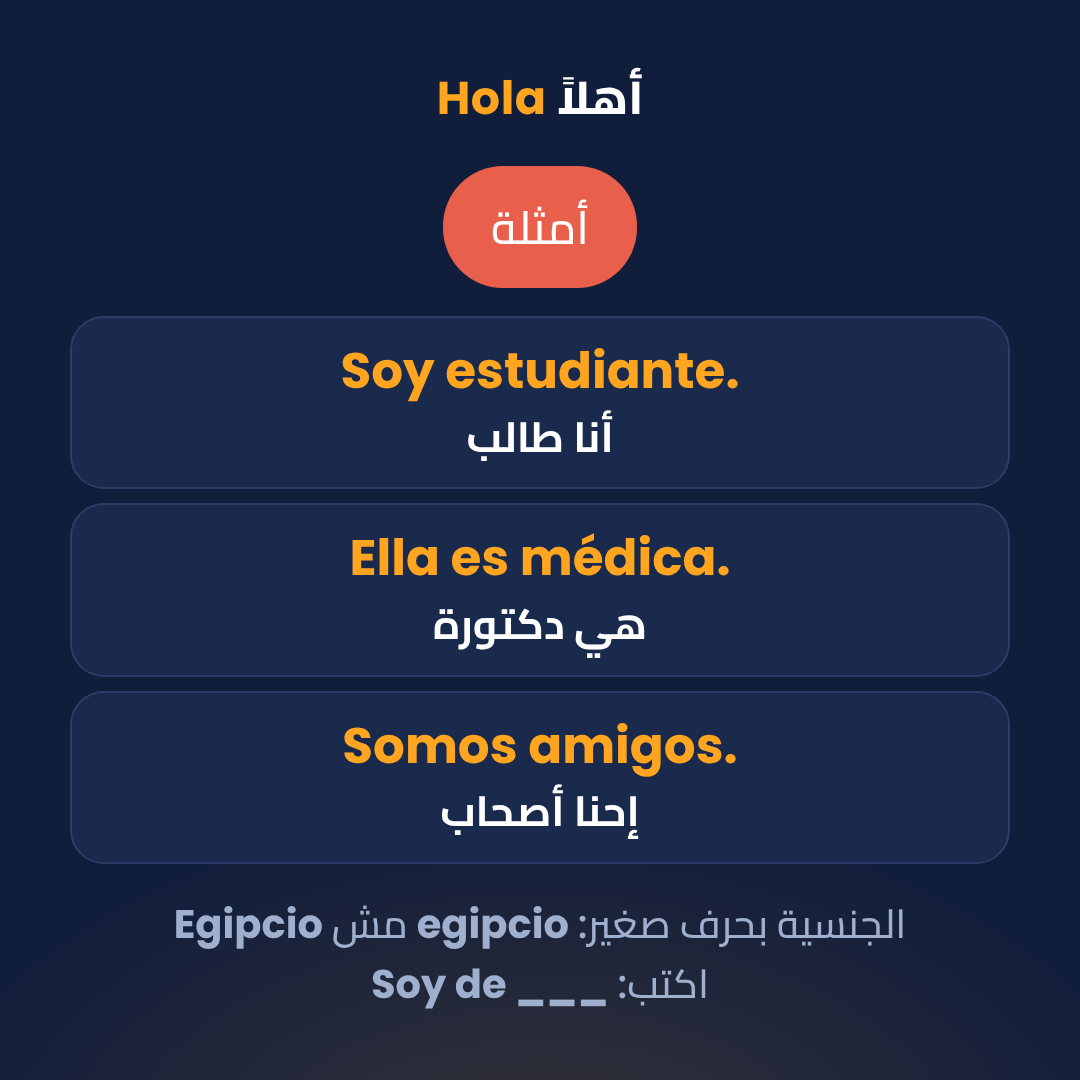 أهلاً Hola
أمثلة
Soy estudiante.
أنا طالب
Ella es médica.
هي دكتورة
Somos amigos.
إحنا أصحاب
الجنسية بحرف صغير: egipcio مش Egipcio
اكتب: Soy de ___